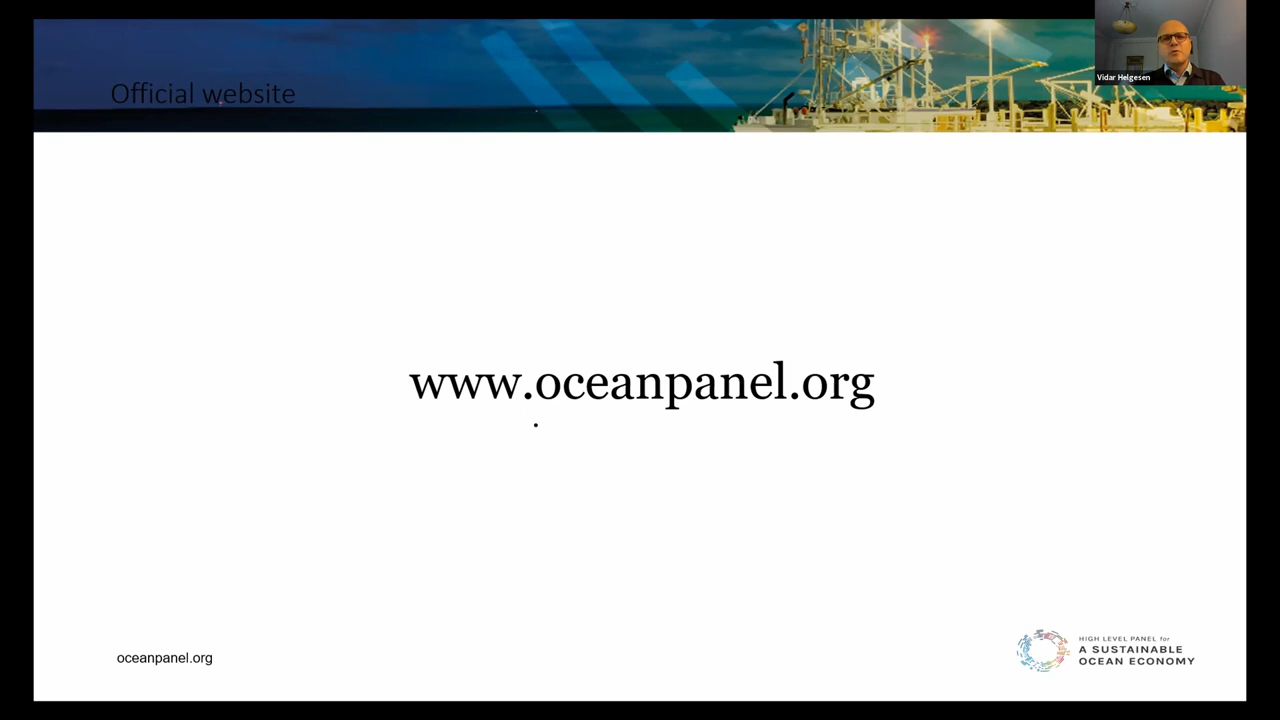 Official website
Vidar Helgesen
www.oceanpanel.org
oceanpanel.org
HIGH LEVEL PANEL for
A SUSTAINABLE
OCEAN ECONOMY